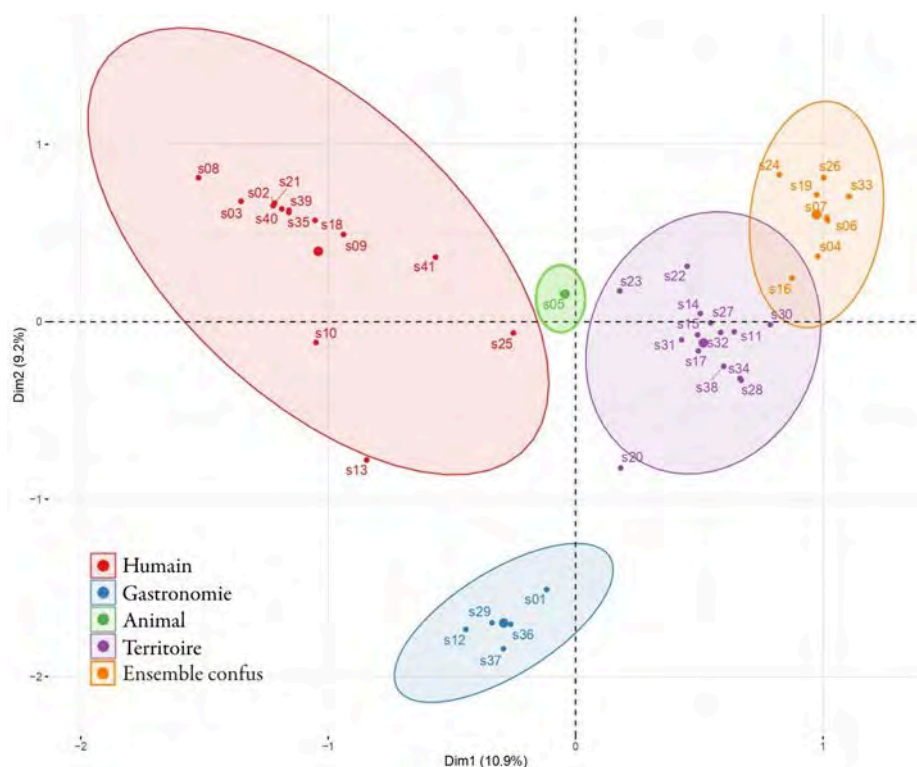 s24
s26
s08
s21
s19
s33
s02
s39
s07
s03
s40
s35
s18
s06
s09
s04
s41
s22
s16
s05
s23
s14
s27
s30
s10
s15
s25
s31
s32
s11
s17
s34
s38
s28
s13
s20
s01
s29
s12
s36
s37
1
0
−1
−2
Dim2 (9.2%)
Humain
Gastronomie
Animal
Territoire
Ensemble confus
−2
−1
0
1
Dim1 (10.9%)